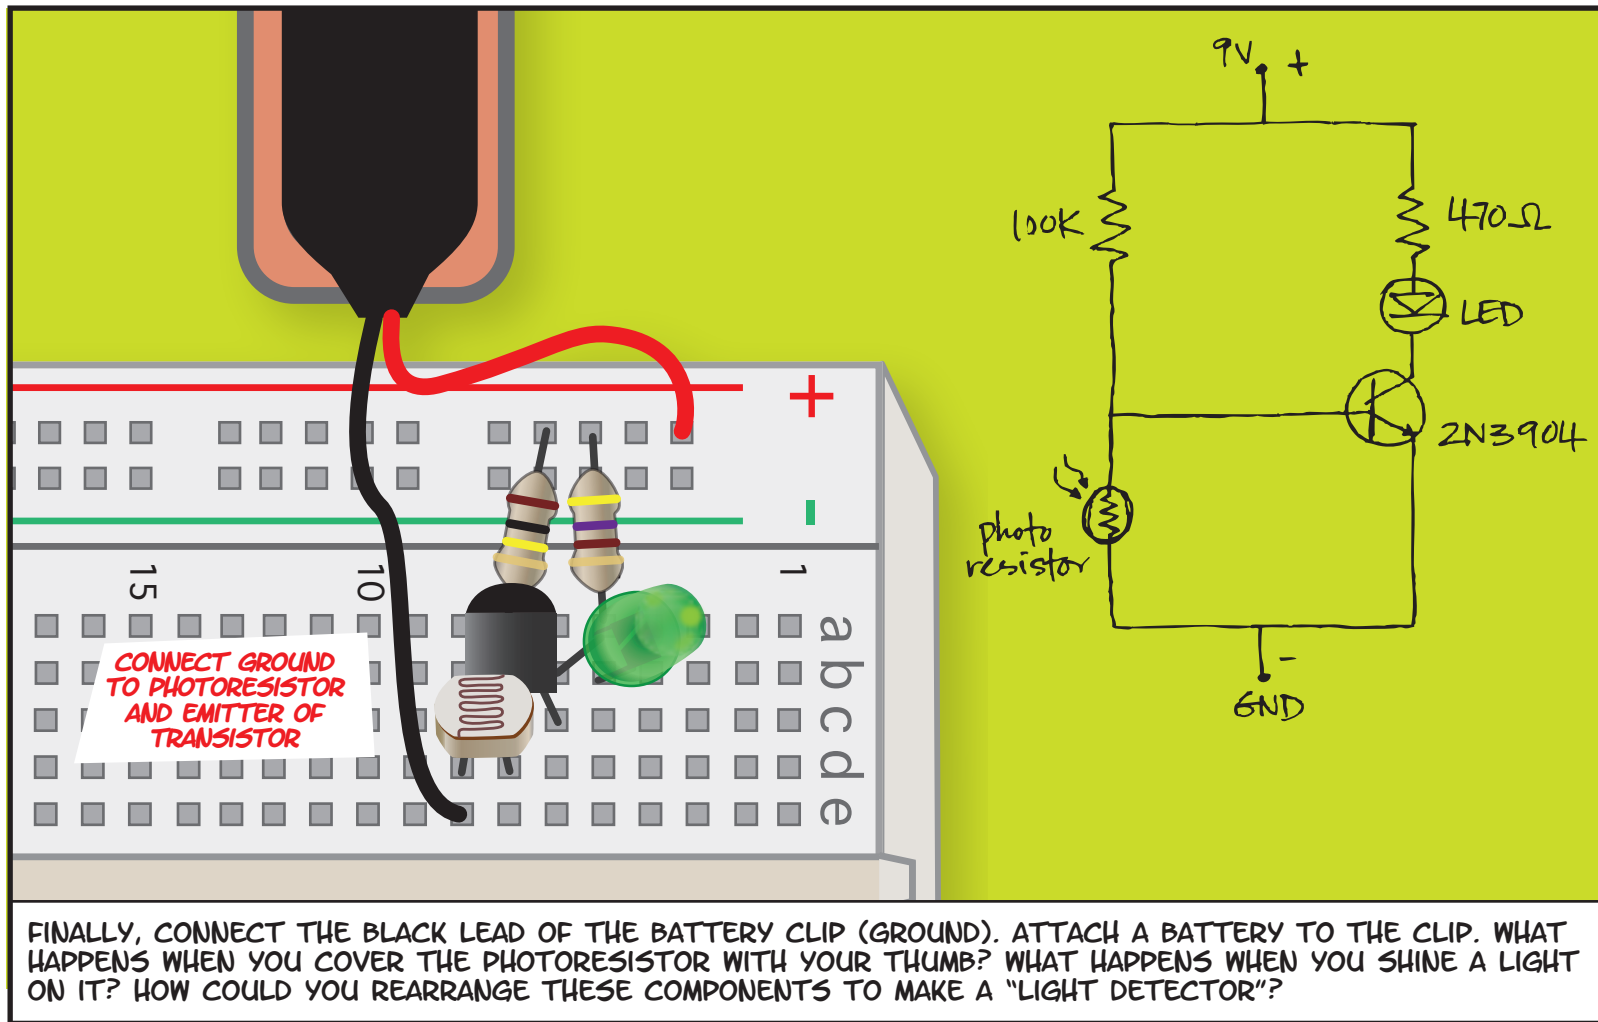 9V +
100K
470Ω
LED
2N3904
photo
resistor
-
GND
+
-
15
10
1
a
b
c
d
e
CONNECT GROUND
TO PHOTORESISTOR
AND EMITTER OF
TRANSISTOR
FINALLY, CONNECT THE BLACK LEAD OF THE BATTERY CLIP (GROUND). ATTACH A BATTERY TO THE CLIP. WHAT
HAPPENS WHEN YOU COVER THE PHOTORESISTOR WITH YOUR THUMB? WHAT HAPPENS WHEN YOU SHINE A LIGHT
ON IT? HOW COULD YOU REARRANGE THESE COMPONENTS TO MAKE A "LIGHT DETECTOR"?